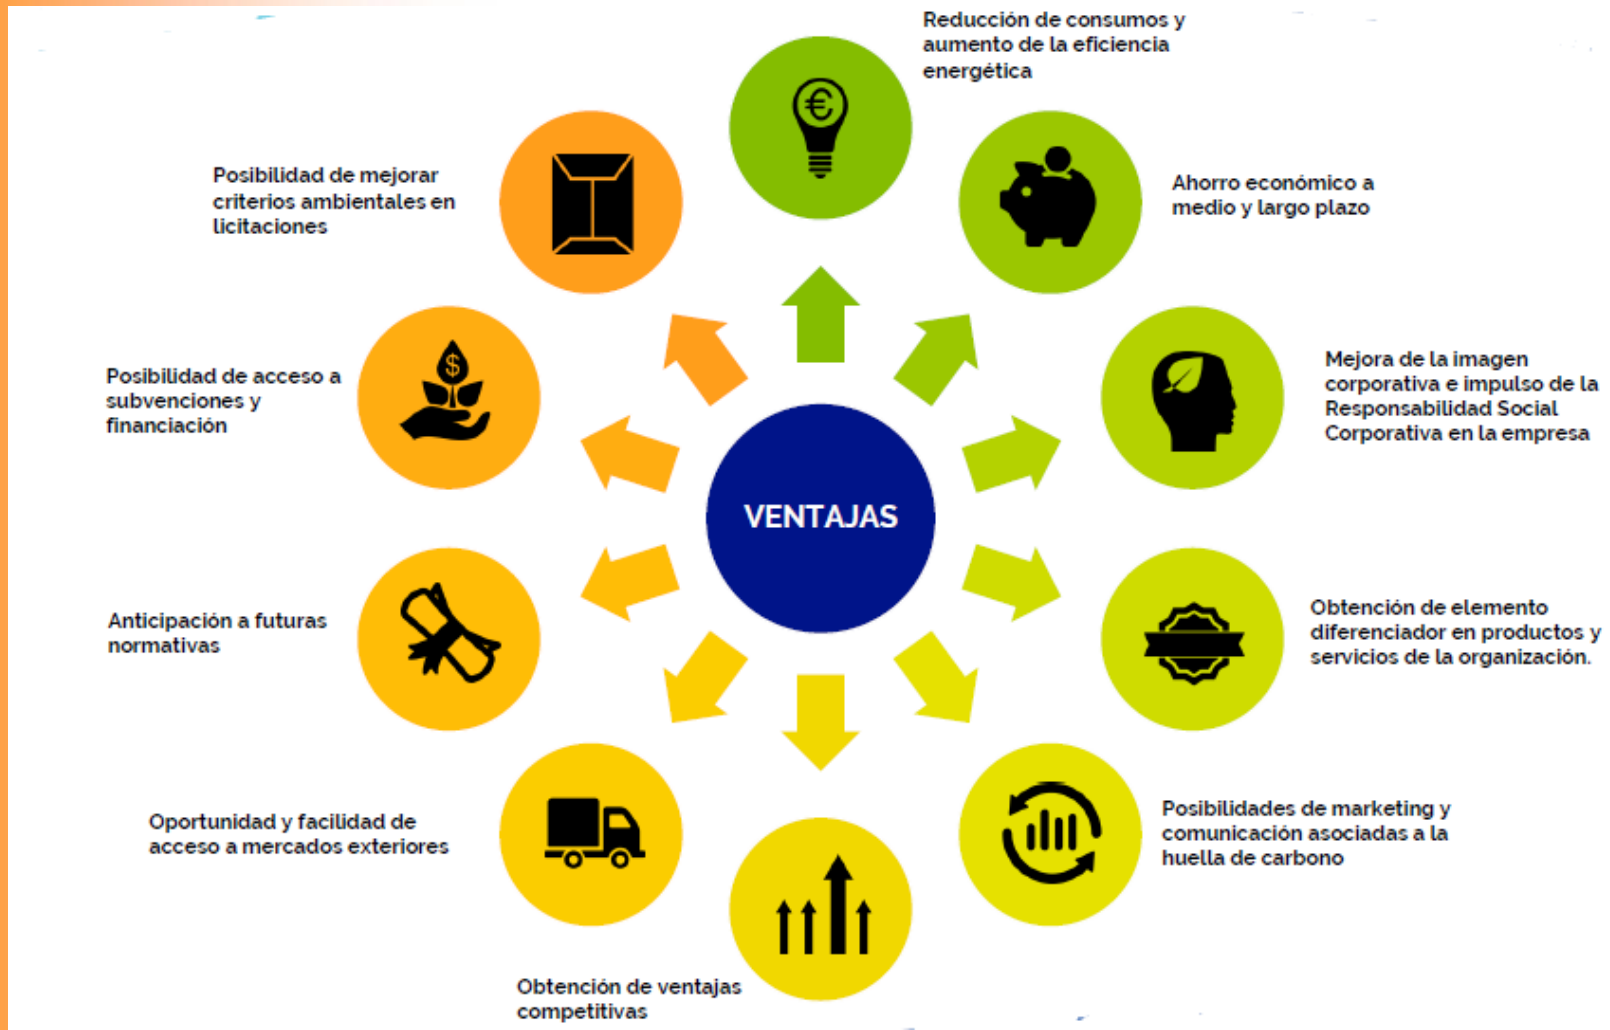 Reducción de consumos y
aumento de la eficiencia
energética
Ahorro económico a
medio y largo plazo
Mejora de la imagen
corporativa e impulso de la
Responsabilidad Social
Corporativa en la empresa
Obtención de elemento
diferenciador en productos y
servicios de la organización.
Posibilidades de marketing y
comunicación asociadas a la
huella de carbono
Obtención de ventajas
competitivas
Oportunidad y facilidad de
acceso a mercados exteriores
Anticipación a futuras
normativas
Posibilidad de acceso a
subvenciones y
financiación
Posibilidad de mejorar
criterios ambientales en
licitaciones
VENTAJAS
€
$